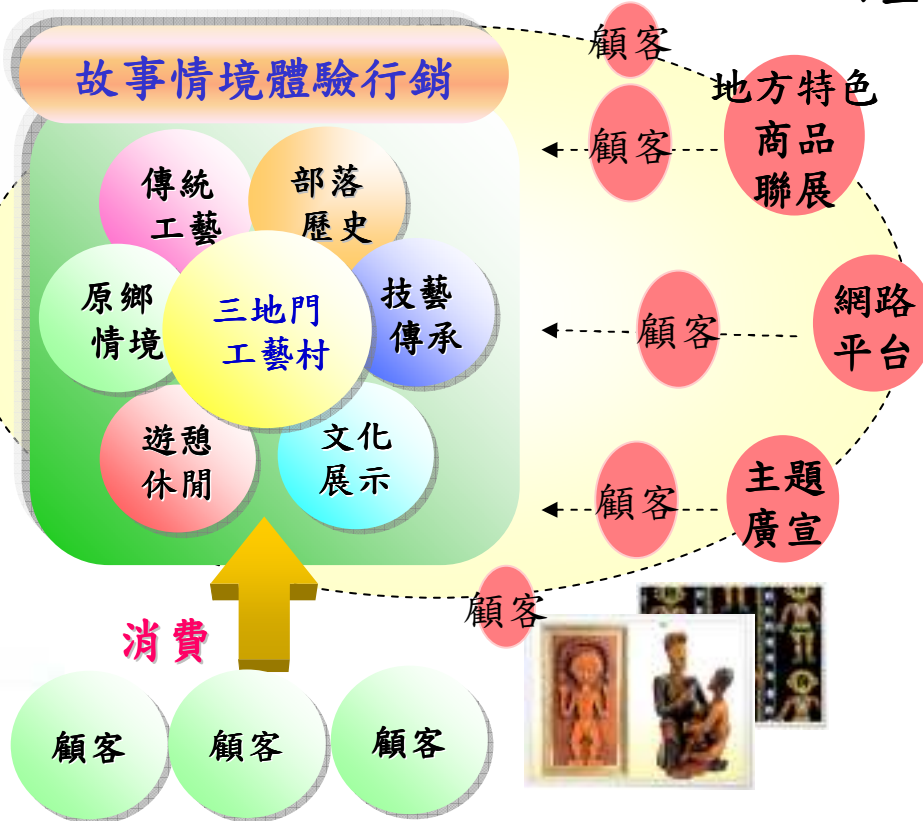 故事情境體驗行銷
傳統
工藝
部落
歷史
原鄉
情境
三地門
工藝村
技藝
傳承
遊憩
休閒
文化
展示
顧客
顧客
地方特色
商品
聯展
顧客
網路
平台
顧客
主題
廣宣
顧客
消費
顧客
顧客
顧客